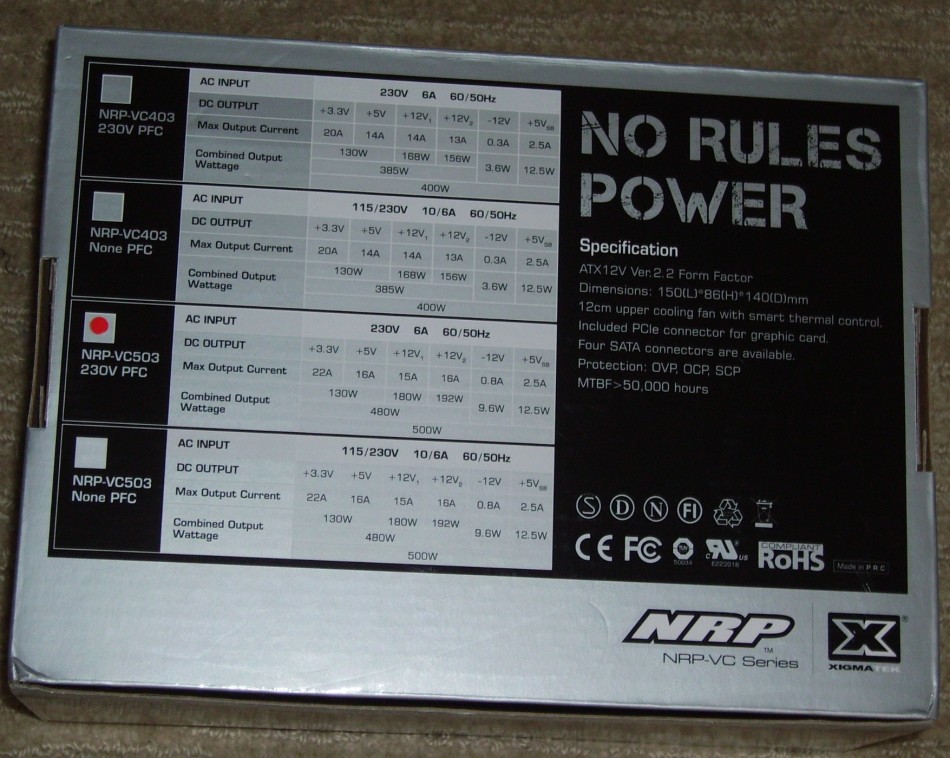 NRP-VC403
230V PFC
AC INPUT 230V 6A 60/50Hz
DC OUTPUT +3.3V +5V +12V1 +12V2 -12V +5VSB
Max Output Current 20A 14A 14A 13A 0.3A 2.5A
Combined Output Wattage 130W 168W 156W 3.6W 12.5W
385W
400W
NRP-VC403
None PFC
AC INPUT 115/230V 10/6A 60/50Hz
DC OUTPUT +3.3V +5V +12V1 +12V2 -12V +5VSB
Max Output Current 20A 14A 14A 13A 0.3A 2.5A
Combined Output Wattage 130W 168W 156W 3.6W 12.5W
385W
400W
NRP-VC503
230V PFC
AC INPUT 230V 6A 60/50Hz
DC OUTPUT +3.3V +5V +12V1 +12V2 -12V +5VSB
Max Output Current 22A 16A 15A 16A 0.8A 2.5A
Combined Output Wattage 130W 180W 192W 9.6W 12.5W
480W
500W
NRP-VC503
None PFC
AC INPUT 115/230V 10/6A 60/50Hz
DC OUTPUT +3.3V +5V +12V1 +12V2 -12V +5VSB
Max Output Current 22A 16A 15A 16A 0.8A 2.5A
Combined Output Wattage 130W 180W 192W 9.6W 12.5W
480W
500W
NO RULES
POWER
Specification
ATX12V Ver.2.2 Form Factor
Dimensions: 150(L)*86(H)*140(D)mm
12cm upper cooling fan with smart thermal control.
Included PCIe connector for graphic card.
Four SATA connectors are available.
Protection: OVP, OCP, SCP
MTBF>50,000 hours
S D N FI
CE FC c US COMPLIANT RoHS Made in P R C
NRP TM
NRP-VC Series
X ®
XIGMATEK